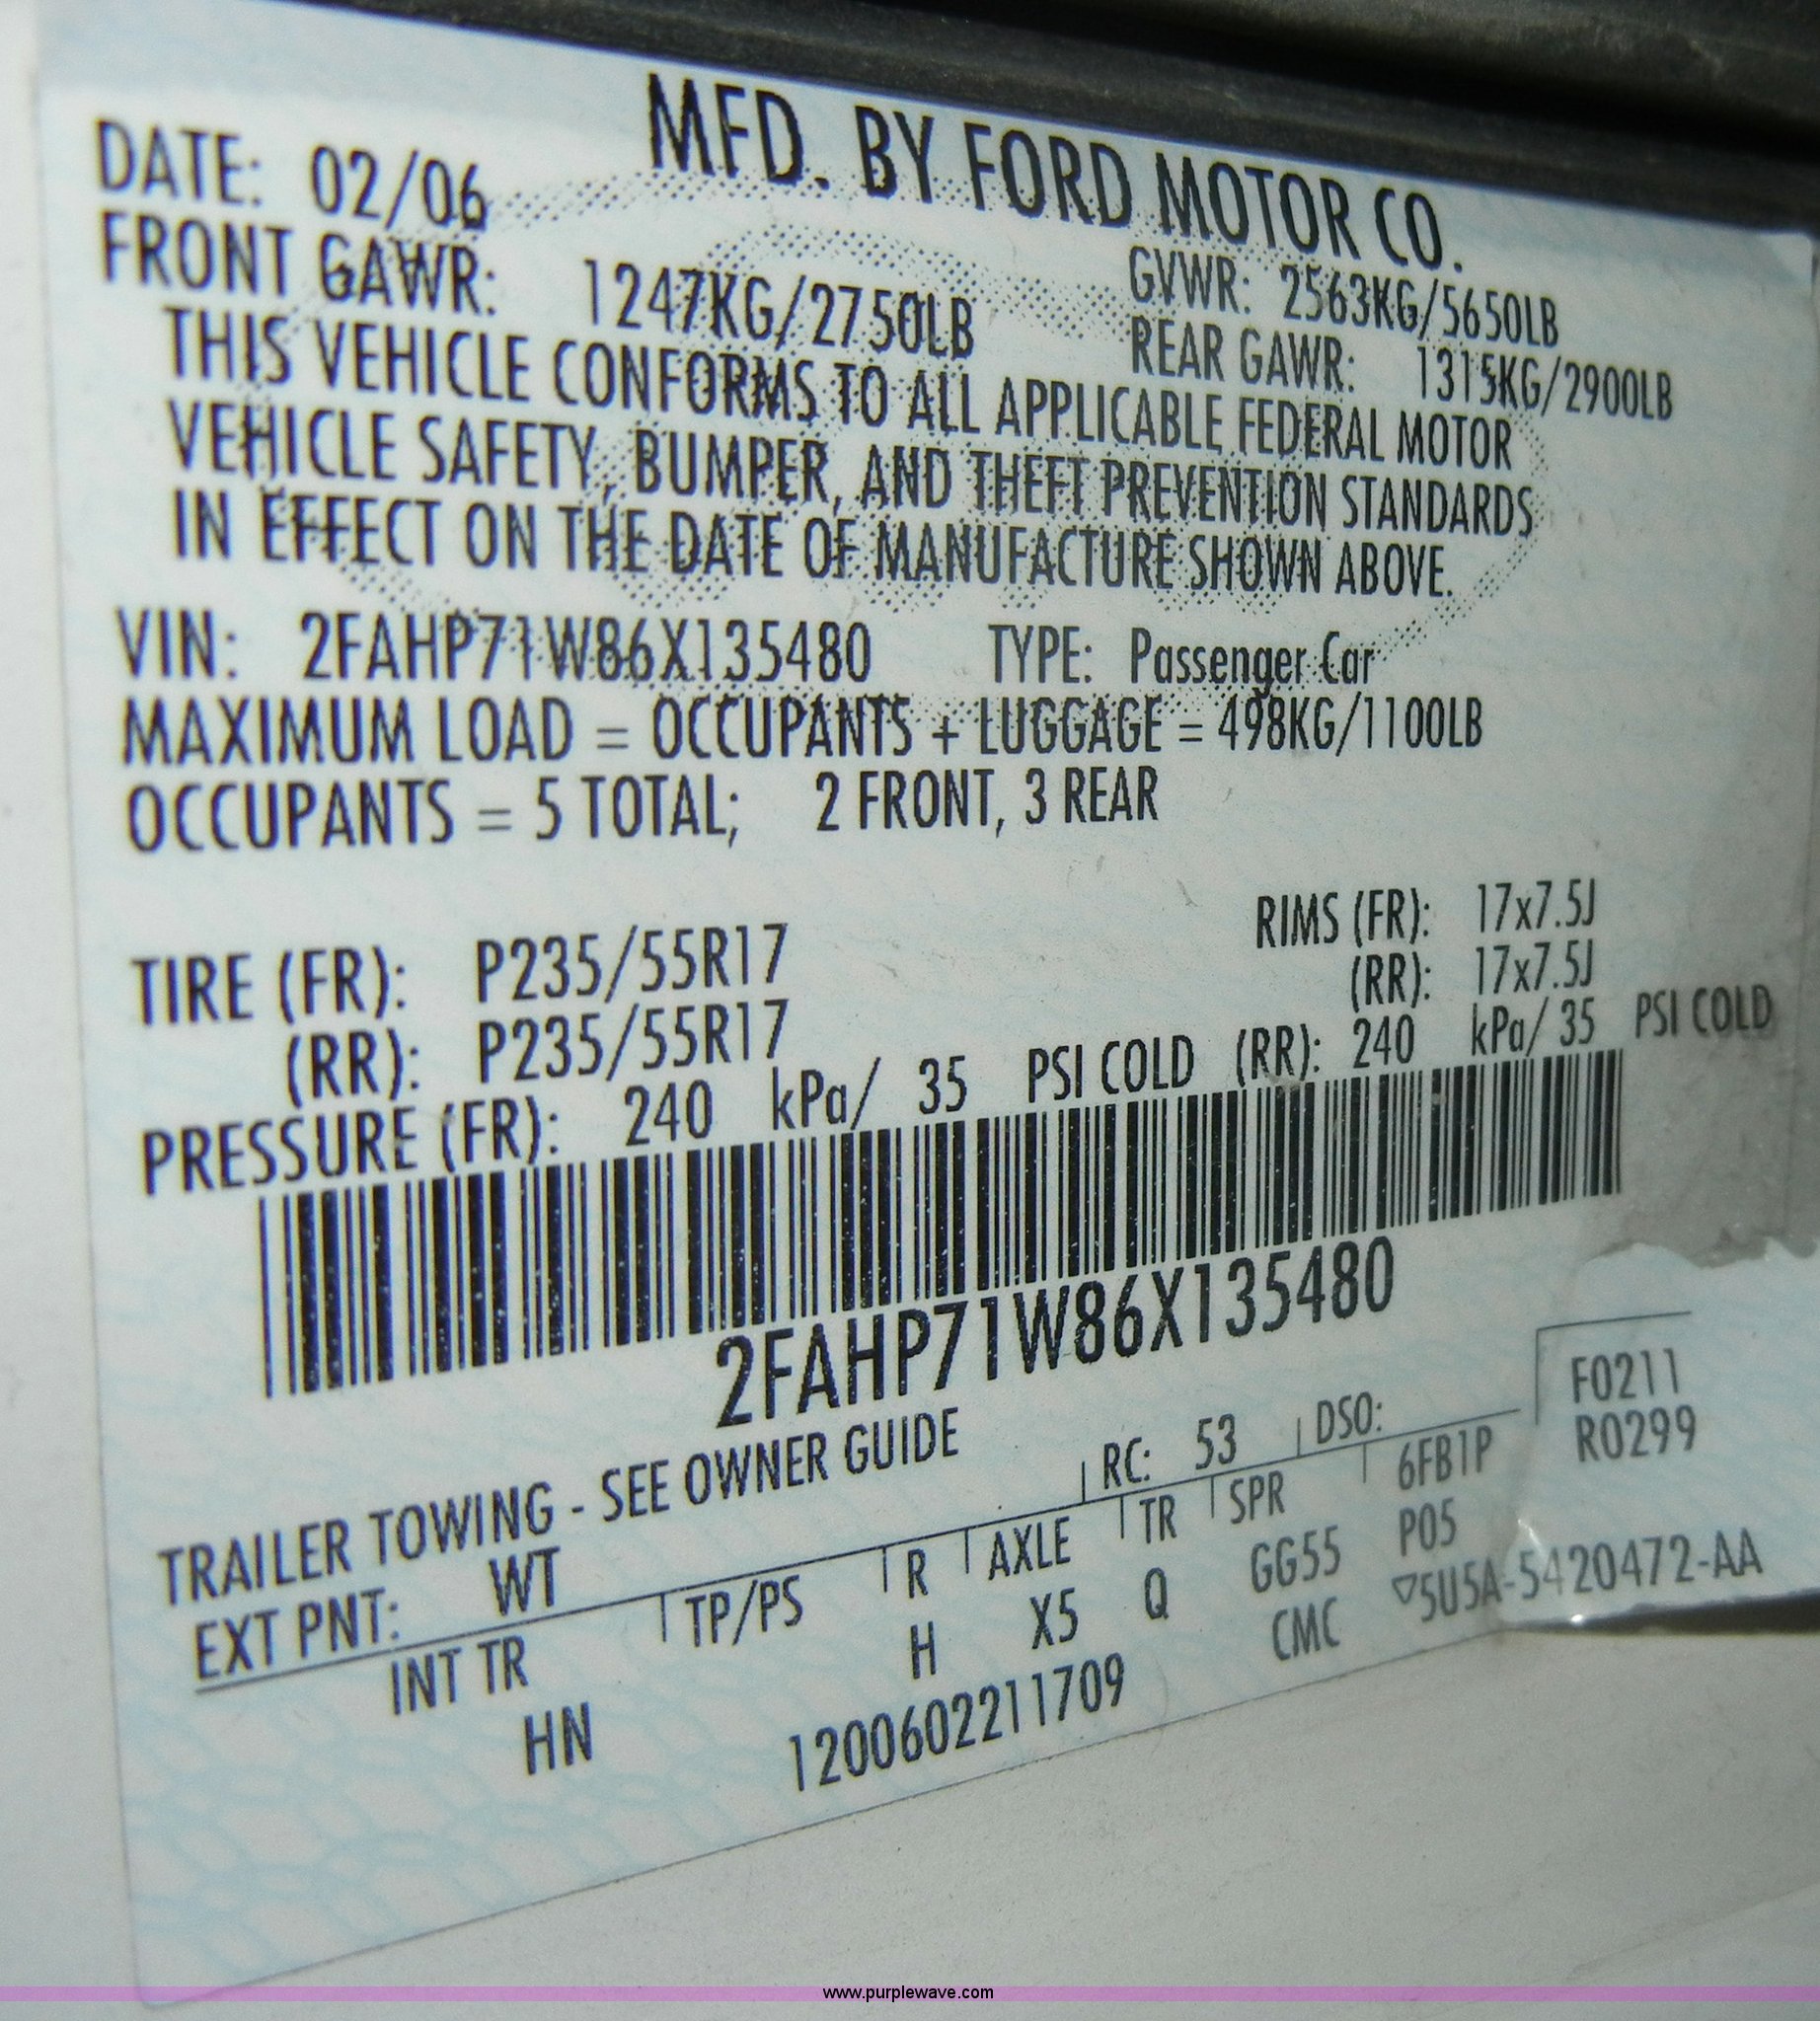 MFD. BY FORD MOTOR CO.
DATE: 02/06 GVWR: 2563KG/5650LB
FRONT GAWR: 1247KG/2750LB REAR GAWR: 1315KG/2900LB
THIS VEHICLE CONFORMS TO ALL APPLICABLE FEDERAL MOTOR
VEHICLE SAFETY, BUMPER, AND THEFT PREVENTION STANDARDS
IN EFFECT ON THE DATE OF MANUFACTURE SHOWN ABOVE.
VIN: 2FAHP71W86X135480 TYPE: Passenger Car
MAXIMUM LOAD = OCCUPANTS + LUGGAGE = 498KG/1100LB
OCCUPANTS = 5 TOTAL; 2 FRONT, 3 REAR
TIRE (FR): P235/55R17 RIMS (FR): 17x7.5J
(RR): P235/55R17 (RR): 17x7.5J
PRESSURE (FR): 240 kPa/ 35 PSI COLD (RR): 240 kPa/ 35 PSI COLD
2FAHP71W86X135480
F0211
TRAILER TOWING - SEE OWNER GUIDE R0299
EXT PNT: WT RC: 53 DSO:
INT TR TP/PS R AXLE TR SPR 6FB1P
HN H X5 Q GG55 P05
1200602211709 CMC ▽5U5A-5420472-AA
www.purplewave.com